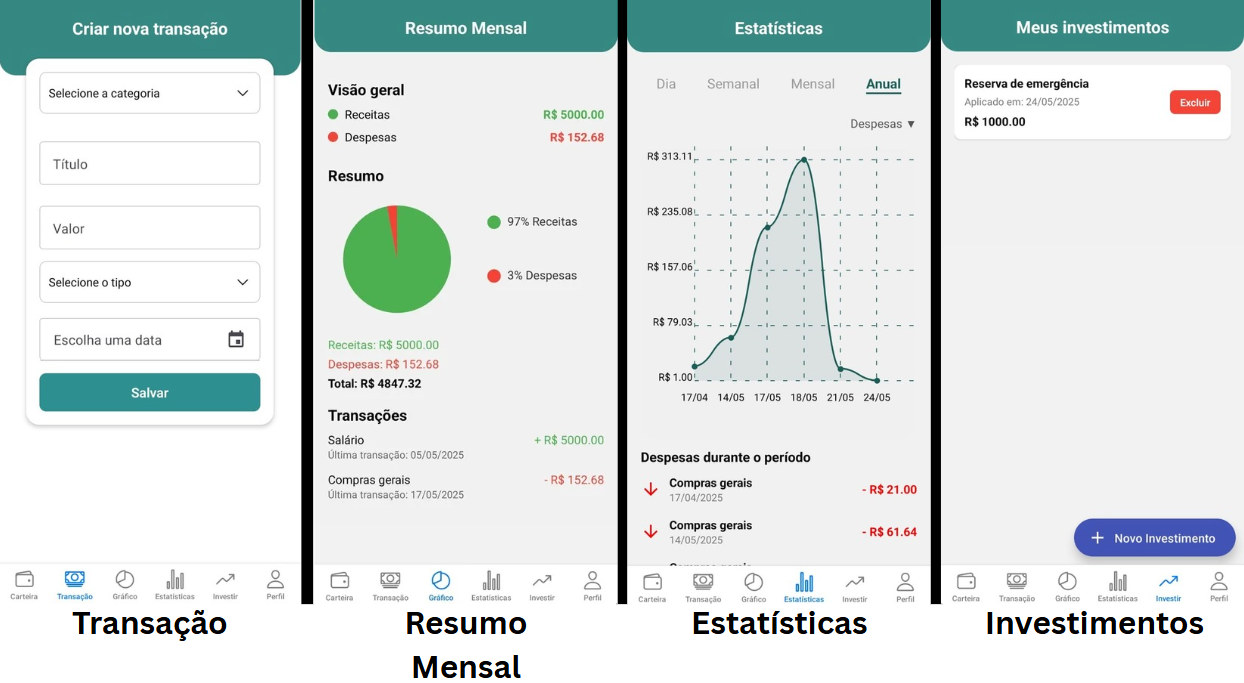 Criar nova transação
Selecione a categoria
Título
Valor
Selecione o tipo
Escolha uma data
Salvar
Carteira
Transação
Gráfico
Estatísticas
Investir
Perfil
Transação
Resumo Mensal
Visão geral
Receitas R$ 5000.00
Despesas R$ 152.68
Resumo
97% Receitas
3% Despesas
Receitas: R$ 5000.00
Despesas: R$ 152.68
Total: R$ 4847.32
Transações
Salário + R$ 5000.00
Última transação: 05/05/2025
Compras gerais - R$ 152.68
Última transação: 17/05/2025
Carteira
Transação
Gráfico
Estatísticas
Investir
Perfil
Resumo
Mensal
Estatísticas
Dia Semanal Mensal Anual
Despesas ▼
R$ 313.11
R$ 235.08
R$ 157.06
R$ 79.03
R$ 1.00
17/04 14/05 17/05 18/05 21/05 24/05
Despesas durante o período
Compras gerais
17/04/2025
- R$ 21.00
Compras gerais
14/05/2025
- R$ 61.64
Carteira
Transação
Gráfico
Estatísticas
Investir
Perfil
Estatísticas
Meus investimentos
Reserva de emergência
Aplicado em: 24/05/2025
R$ 1000.00
Excluir
+ Novo Investimento
Carteira
Transação
Gráfico
Estatísticas
Investir
Perfil
Investimentos